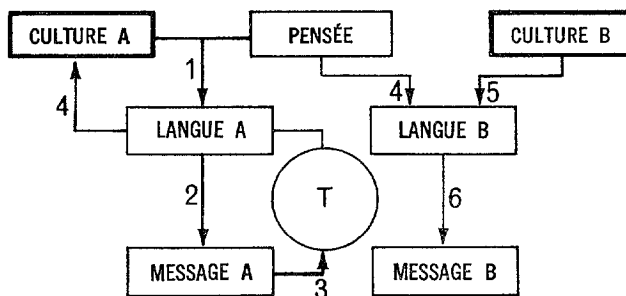 CULTURE A
PENSÉE
CULTURE B
1
4
4
5
LANGUE A
LANGUE B
2
T
6
MESSAGE A
3
MESSAGE B